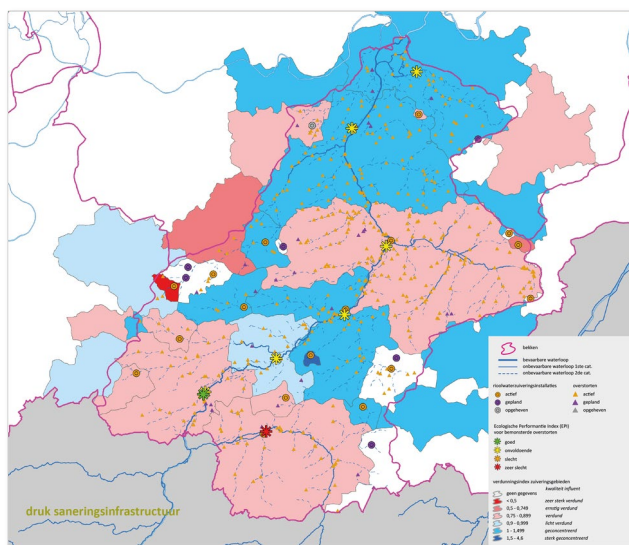 bekken
bevaarbare waterloop
onbevaarbare waterloop 1ste cat.
onbevaarbare waterloop 2de cat.
rioolwaterzuiveringsinstallaties overstorten
actief actief
gepland gepland
opgeheven opgeheven
Ecologische Performantie Index (EPI)
voor bemonsterde overstorten
goed
onvoldoende
slecht
zeer slecht
verdunningsindex zuiveringsgebieden
kwaliteit influent
geen gegevens
< 0,5 zeer sterk verdund
0,5 - 0,749 ernstig verdund
0,75 - 0,899 verdund
0,9 - 0,999 licht verdund
1 - 1,499 geconcentreerd
1,5 - 4,6 sterk geconcentreerd
druk saneringsinfrastructuur